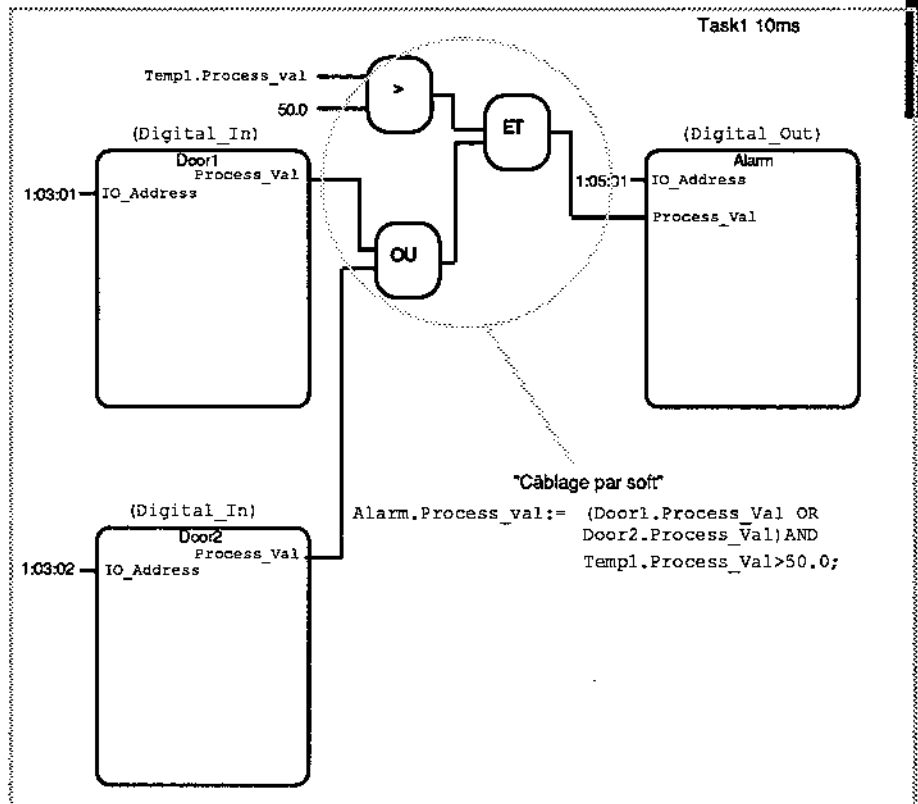 Task1 10ms
Temp1.Process_val
>
50.0
ET
(Digital_In)
(Digital_Out)
Door1
Process_Val
1:03:01
IO_Address
OU
Alarm
1:05:01
IO_Address
Process_Val
"Câblage par soft"
Alarm.Process_val:= (Door1.Process_Val OR
Door2.Process_Val)AND
Temp1.Process_Val>50.0;
(Digital_In)
Door2
Process_Val
1:03:02
IO_Address